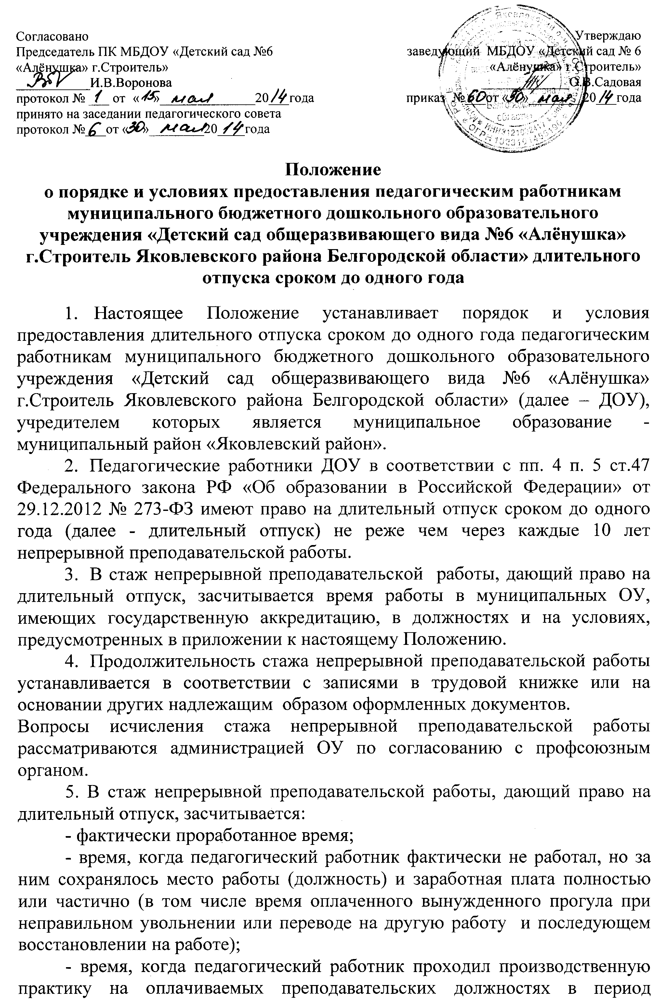 Согласовано
Председатель ПК МБДОУ «Детский сад №6
«Алёнушка» г.Строитель»
И.В.Воронова
протокол № 1 от «15» мая 2014 года
принято на заседании педагогического совета
протокол № 6 от «30» мая 2014 года
Утверждаю
заведующий МБДОУ «Детский сад № 6
«Алёнушка» г.Строитель»
О.В.Садовая
приказ № 60 от «30» мая 2014 года
области
Положение
о порядке и условиях предоставления педагогическим работникам
муниципального бюджетного дошкольного образовательного
учреждения «Детский сад общеразвивающего вида №6 «Алёнушка»
г.Строитель Яковлевского района Белгородской области» длительного
отпуска сроком до одного года
1. Настоящее Положение устанавливает порядок и условия
предоставления длительного отпуска сроком до одного года педагогическим
работникам муниципального бюджетного дошкольного образовательного
учреждения «Детский сад общеразвивающего вида №6 «Алёнушка»
г.Строитель Яковлевского района Белгородской области» (далее – ДОУ),
учредителем которых является муниципальное образование -
муниципальный район «Яковлевский район».
2. Педагогические работники ДОУ в соответствии с пп. 4 п. 5 ст.47
Федерального закона РФ «Об образовании в Российской Федерации» от
29.12.2012 № 273-ФЗ имеют право на длительный отпуск сроком до одного
года (далее - длительный отпуск) не реже чем через каждые 10 лет
непрерывной преподавательской работы.
3. В стаж непрерывной преподавательской работы, дающий право на
длительный отпуск, засчитывается время работы в муниципальных ОУ,
имеющих государственную аккредитацию, в должностях и на условиях,
предусмотренных в приложении к настоящему Положению.
4. Продолжительность стажа непрерывной преподавательской работы
устанавливается в соответствии с записями в трудовой книжке или на
основании других надлежащим образом оформленных документов.
Вопросы исчисления стажа непрерывной преподавательской работы
рассматриваются администрацией ОУ по согласованию с профсоюзным
органом.
5. В стаж непрерывной преподавательской работы, дающий право на
длительный отпуск, засчитывается:
- фактически проработанное время;
- время, когда педагогический работник фактически не работал, но за
ним сохранялось место работы (должность) и заработная плата полностью
или частично (в том числе время оплаченного вынужденного прогула при
неправильном увольнении или переводе на другую работу и последующем
восстановлении на работе);
- время, когда педагогический работник проходил производственную
практику на оплачиваемых преподавательских должностях в период